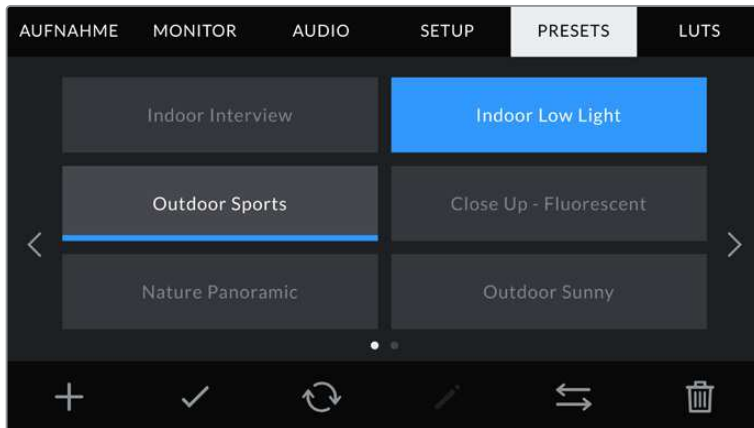 AUFNAHME MONITOR AUDIO SETUP PRESETS LUTS
Indoor Interview Indoor Low Light
Outdoor Sports Close Up - Fluorescent
Nature Panoramic Outdoor Sunny